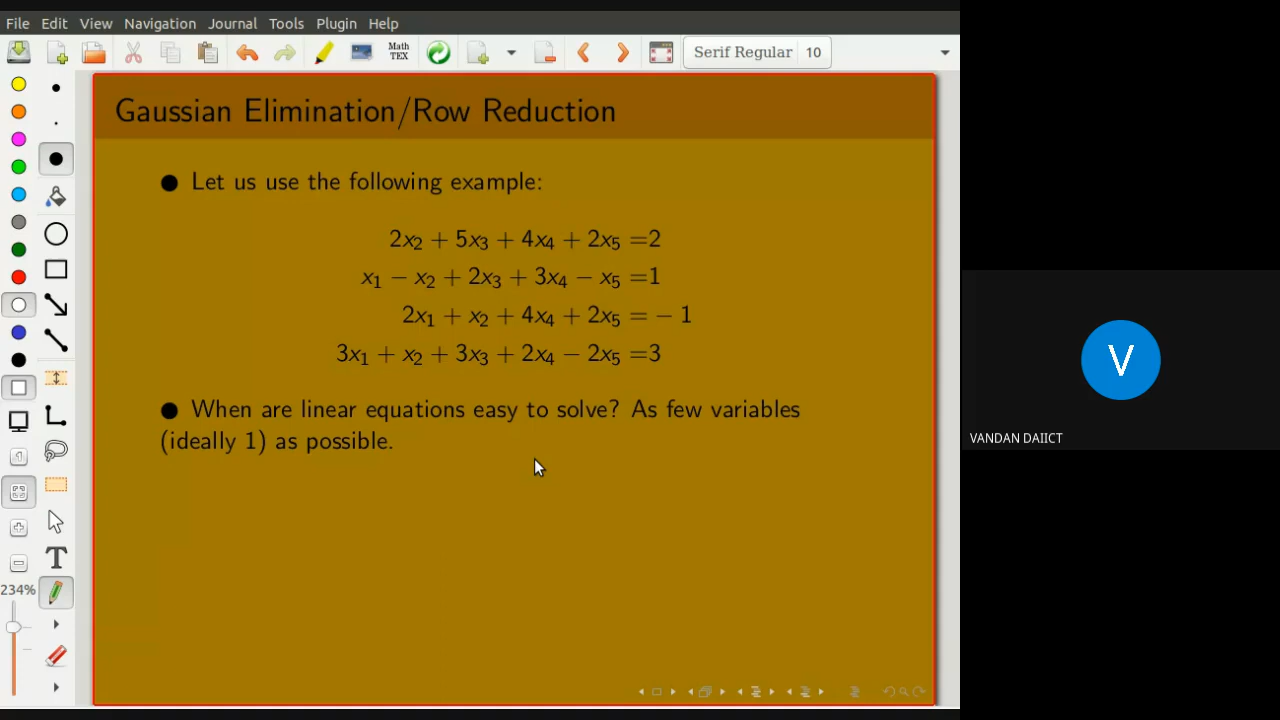 File Edit View Navigation Journal Tools Plugin Help
Math TEX
Serif Regular 10
Gaussian Elimination/Row Reduction
● Let us use the following example:
2x₂ + 5x₃ + 4x₄ + 2x₅ =2
x₁ − x₂ + 2x₃ + 3x₄ − x₅ =1
2x₁ + x₂ + 4x₄ + 2x₅ = − 1
3x₁ + x₂ + 3x₃ + 2x₄ − 2x₅ =3
● When are linear equations easy to solve? As few variables
(ideally 1) as possible.
234%
T
V
VANDAN DAIICT